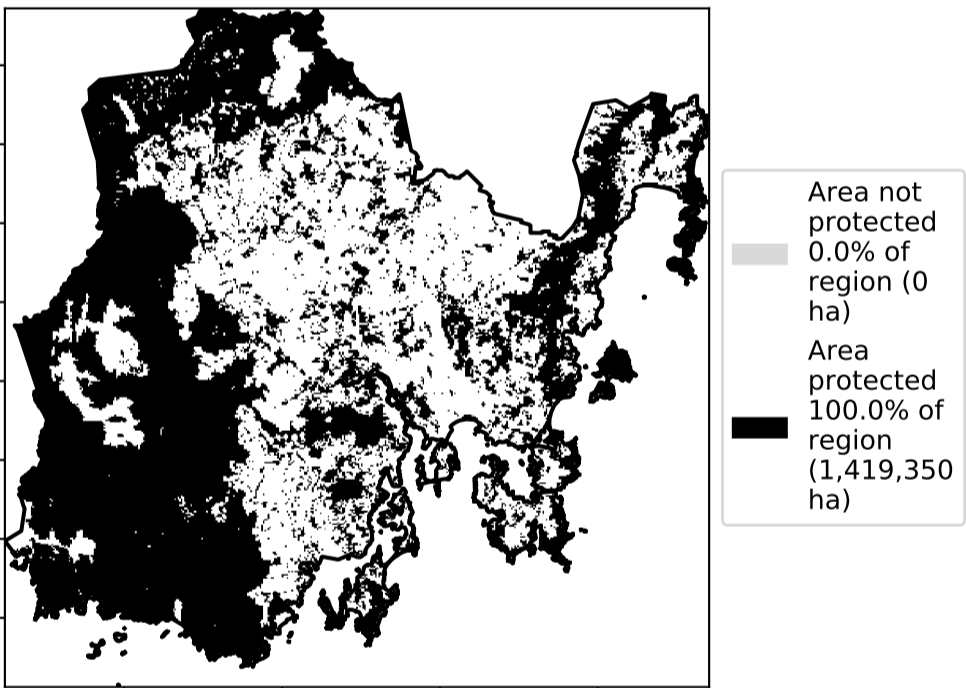 Area not
protected
0.0% of
region (0
ha)
Area
protected
100.0% of
region
(1,419,350
ha)